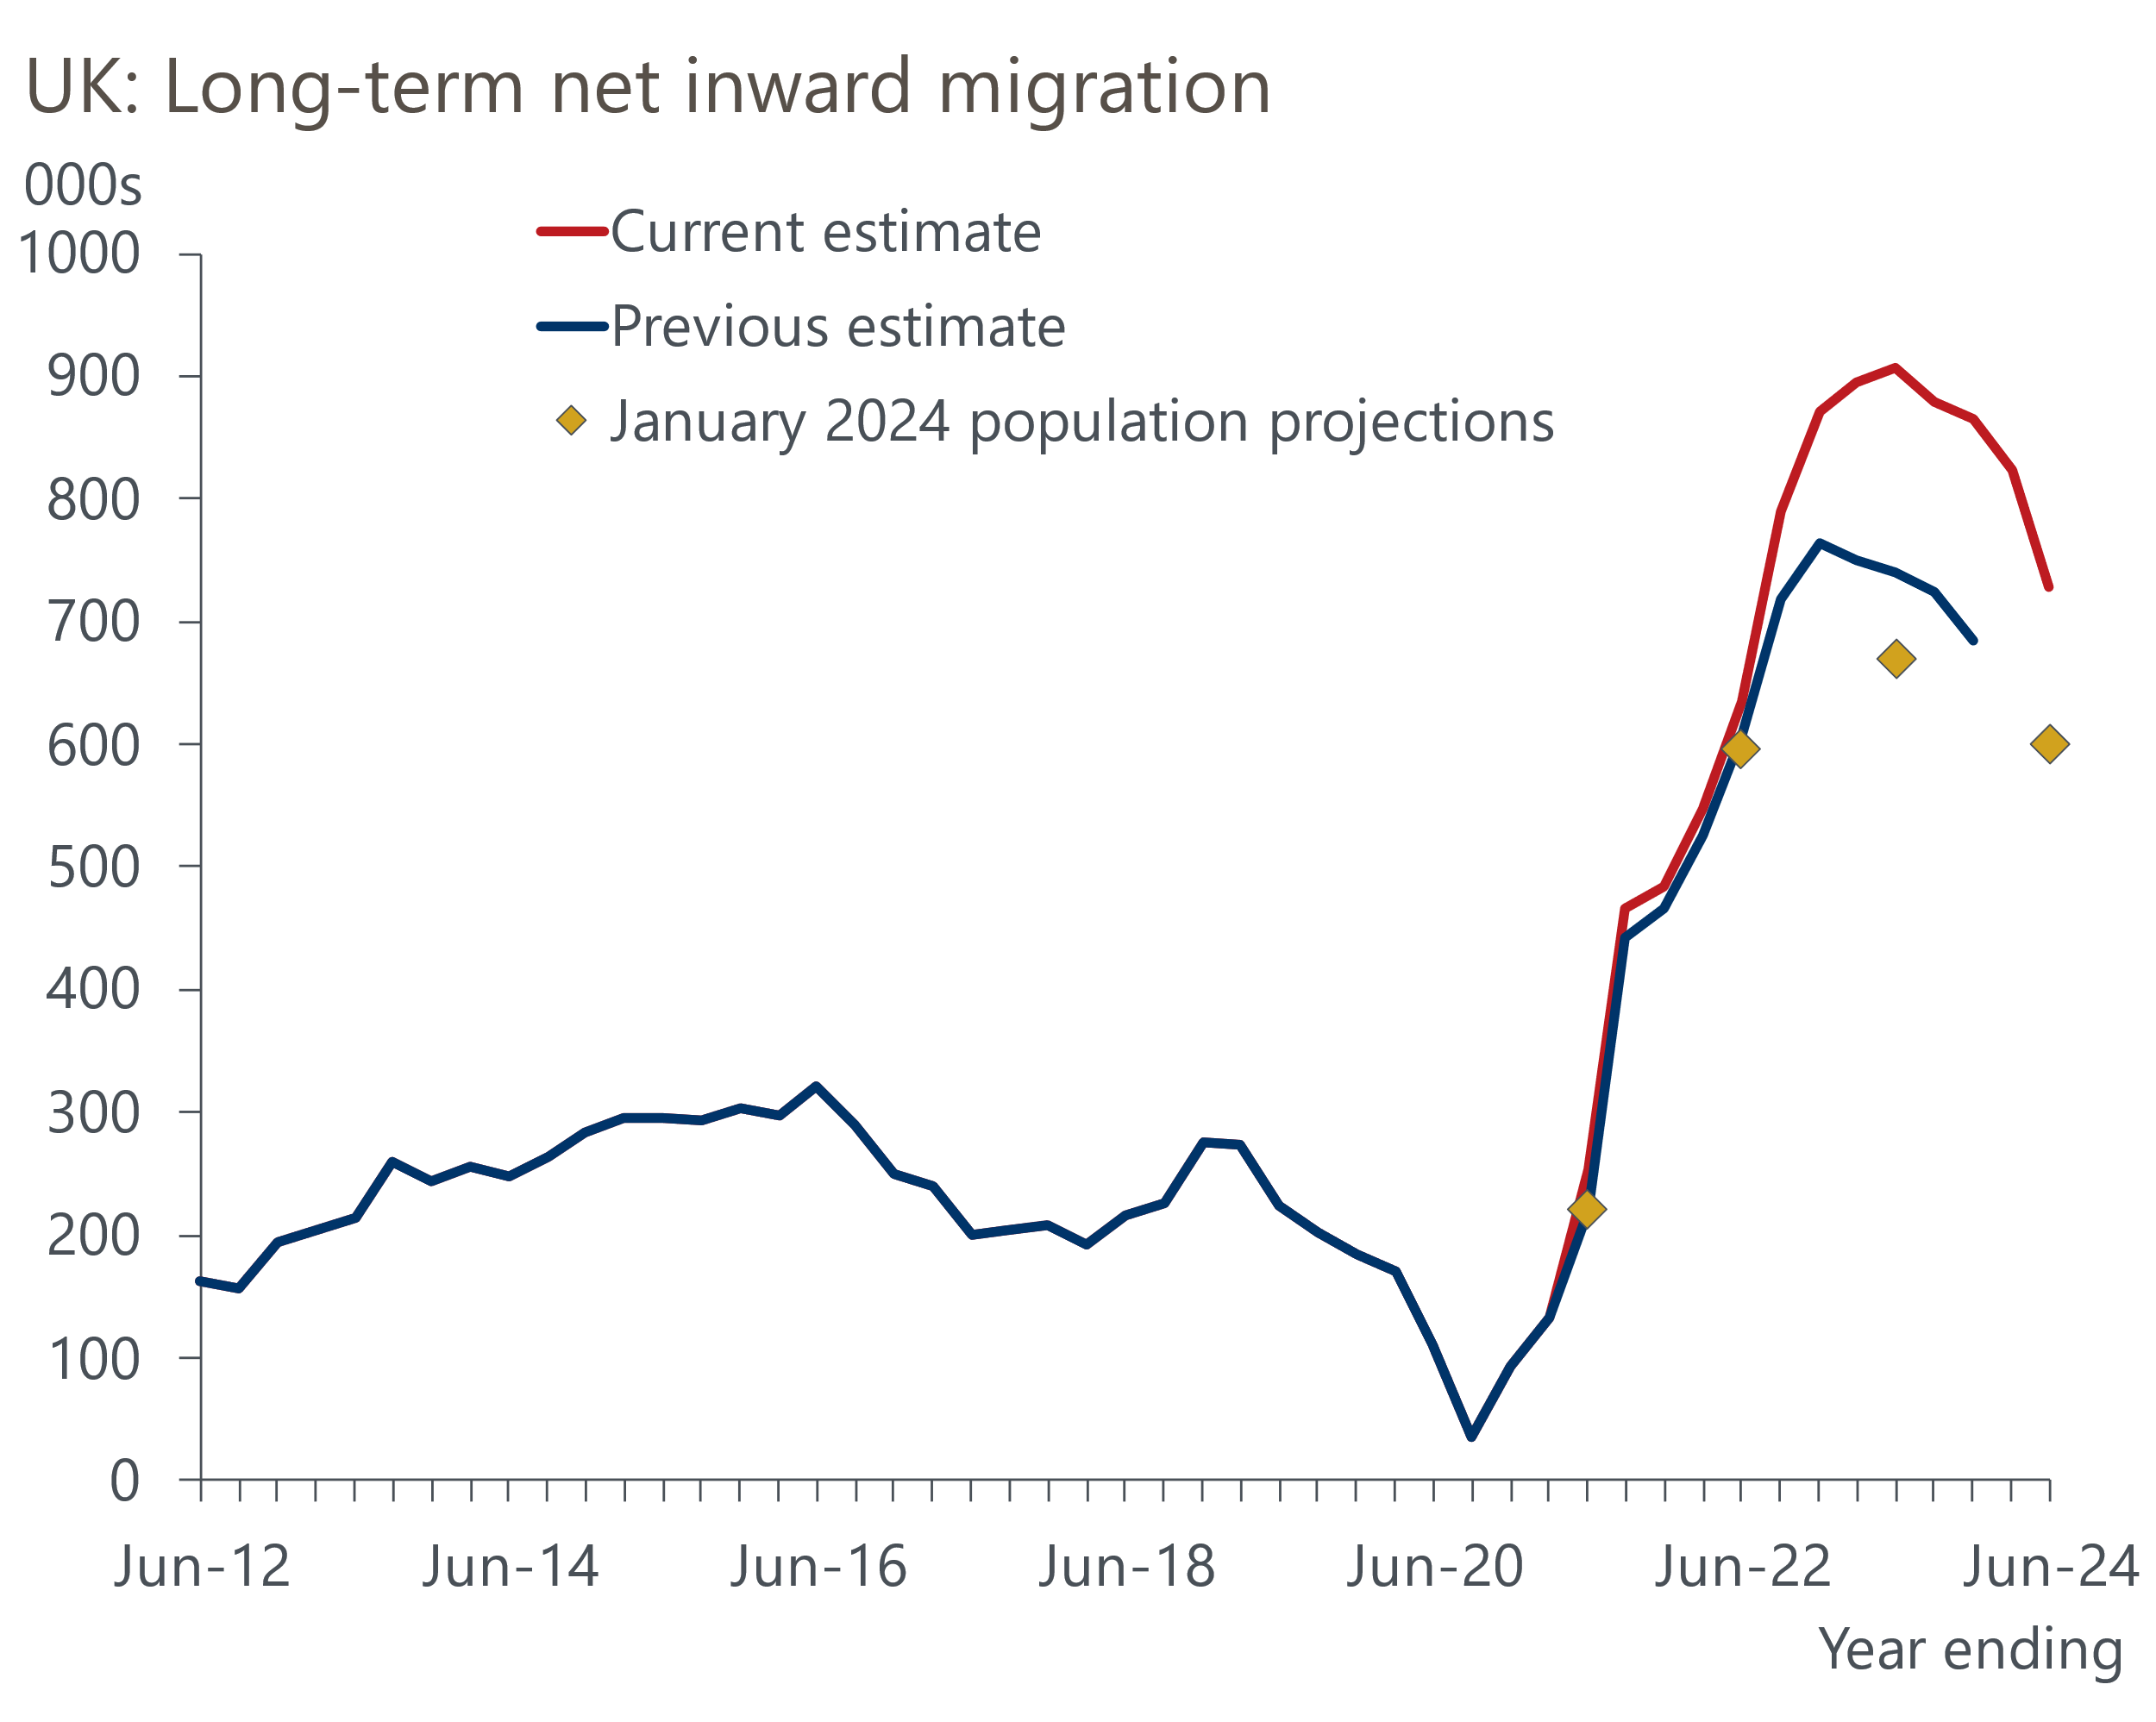 UK: Long-term net inward migration
000s
Current estimate
Previous estimate
January 2024 population projections
1000
900
800
700
600
500
400
300
200
100
0
Jun-12 Jun-14 Jun-16 Jun-18 Jun-20 Jun-22 Jun-24
Year ending